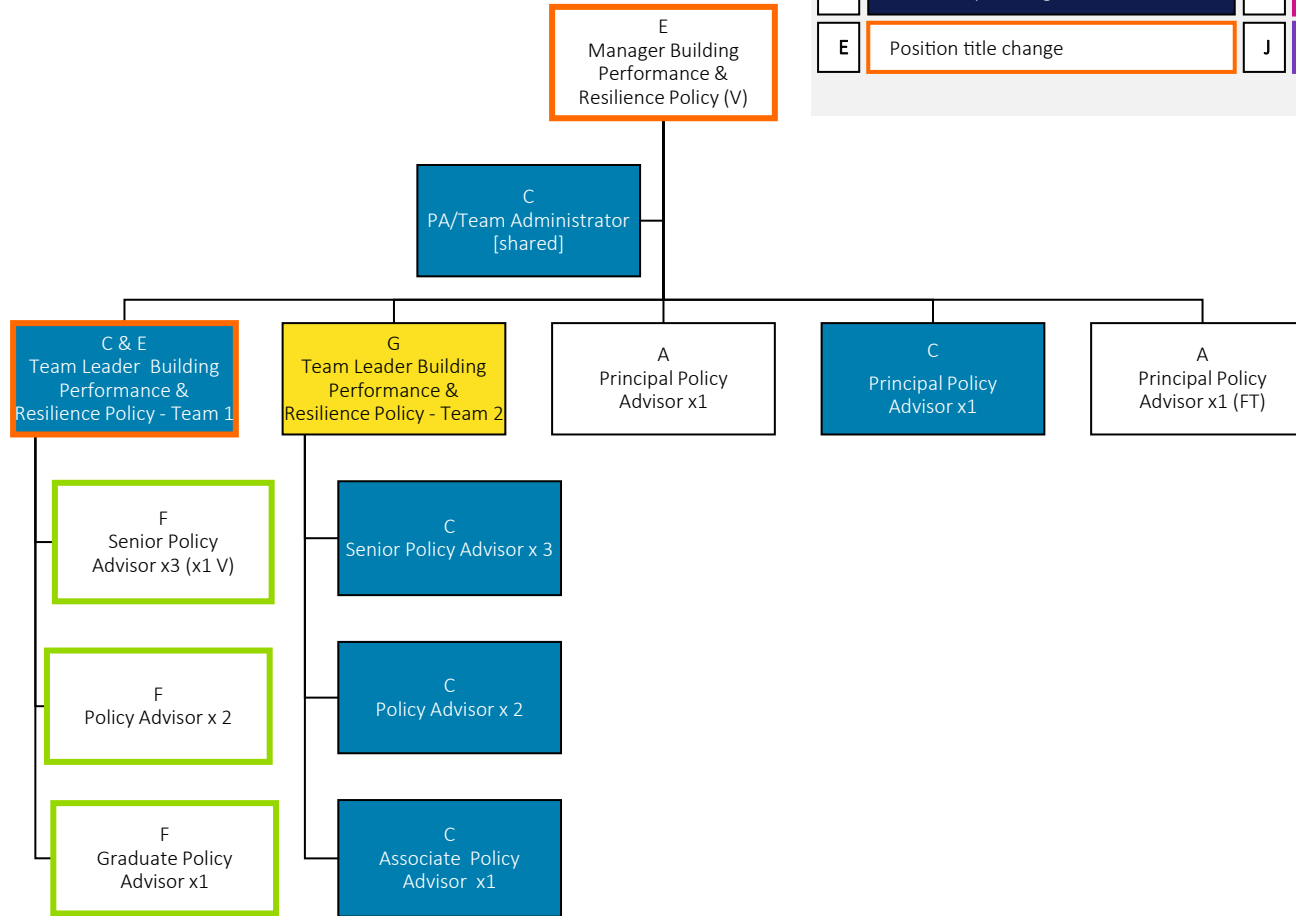 E
Position title change
J
E
Manager Building
Performance &
Resilience Policy (V)
C
PA/Team Administrator
[shared]
C & E
Team Leader Building
Performance &
Resilience Policy - Team 1
G
Team Leader Building
Performance &
Resilience Policy - Team 2
A
Principal Policy
Advisor x1
C
Principal Policy
Advisor x1
A
Principal Policy
Advisor x1 (FT)
F
Senior Policy
Advisor x3 (x1 V)
C
Senior Policy Advisor x 3
F
Policy Advisor x 2
C
Policy Advisor x 2
F
Graduate Policy
Advisor x1
C
Associate Policy
Advisor x1